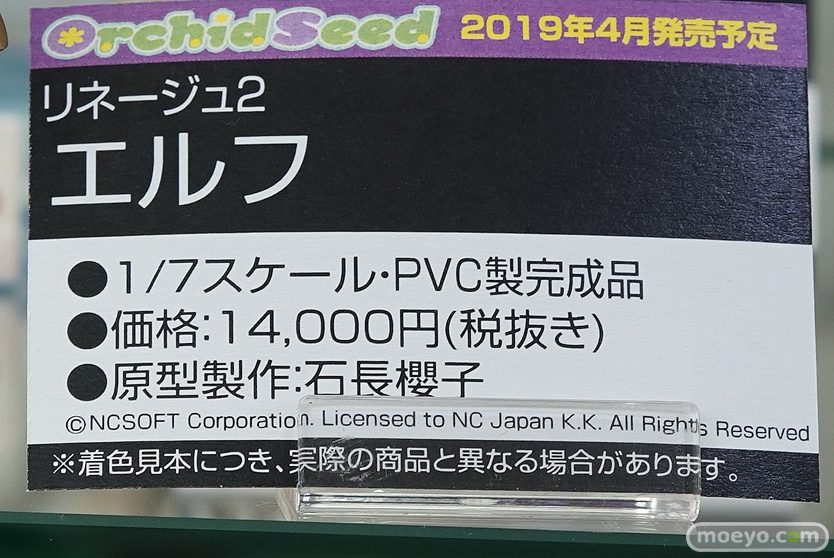 OrchidSeed 2019年4月発売予定
リネージュ2
エルフ
●1/7スケール・PVC製完成品
●価格:14,000円(税抜き)
●原型製作:石長櫻子
©NCSOFT Corporation. Licensed to NC Japan K.K. All Rights Reserved
※着色見本につき、実際の商品と異なる場合があります。
moeyo.com